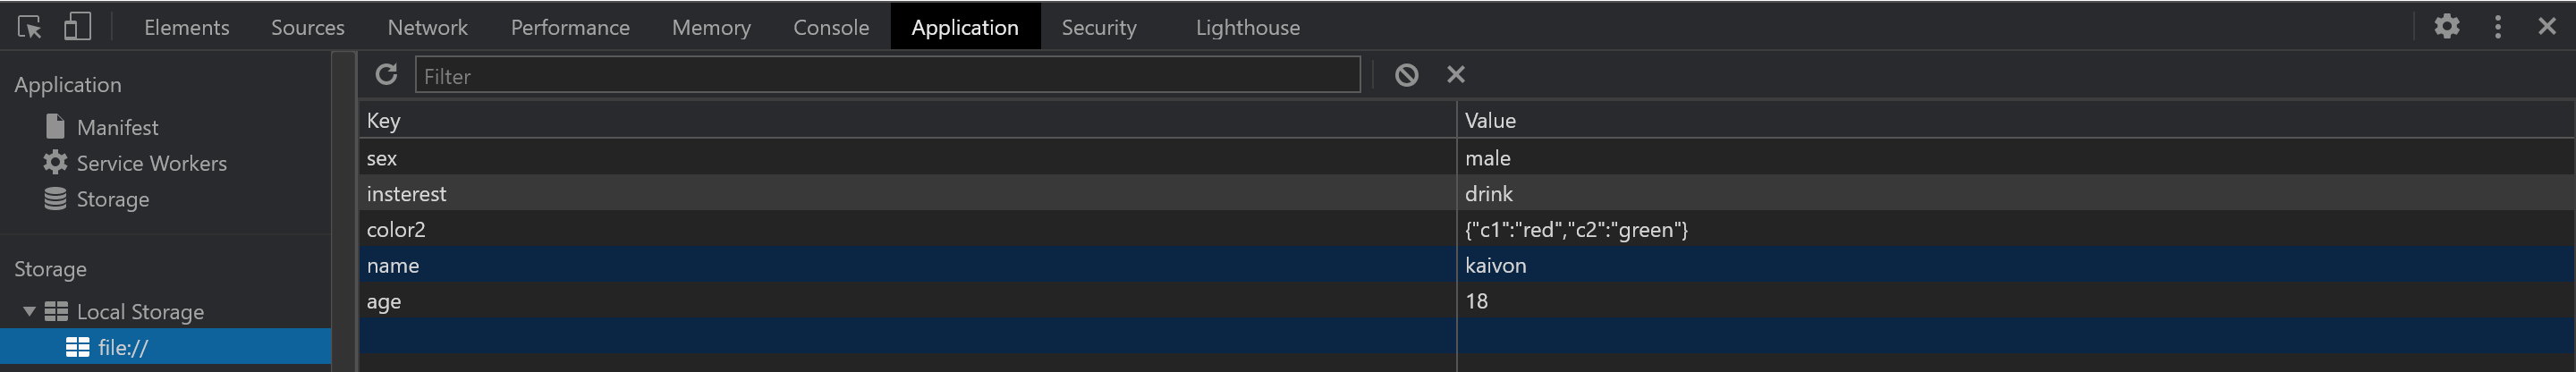 Elements Sources Network Performance Memory Console Application Security Lighthouse
Application
Manifest
Service Workers
Storage
Storage
Local Storage
file://
Filter
Key Value
sex male
insterest drink
color2 {"c1":"red","c2":"green"}
name kaivon
age 18